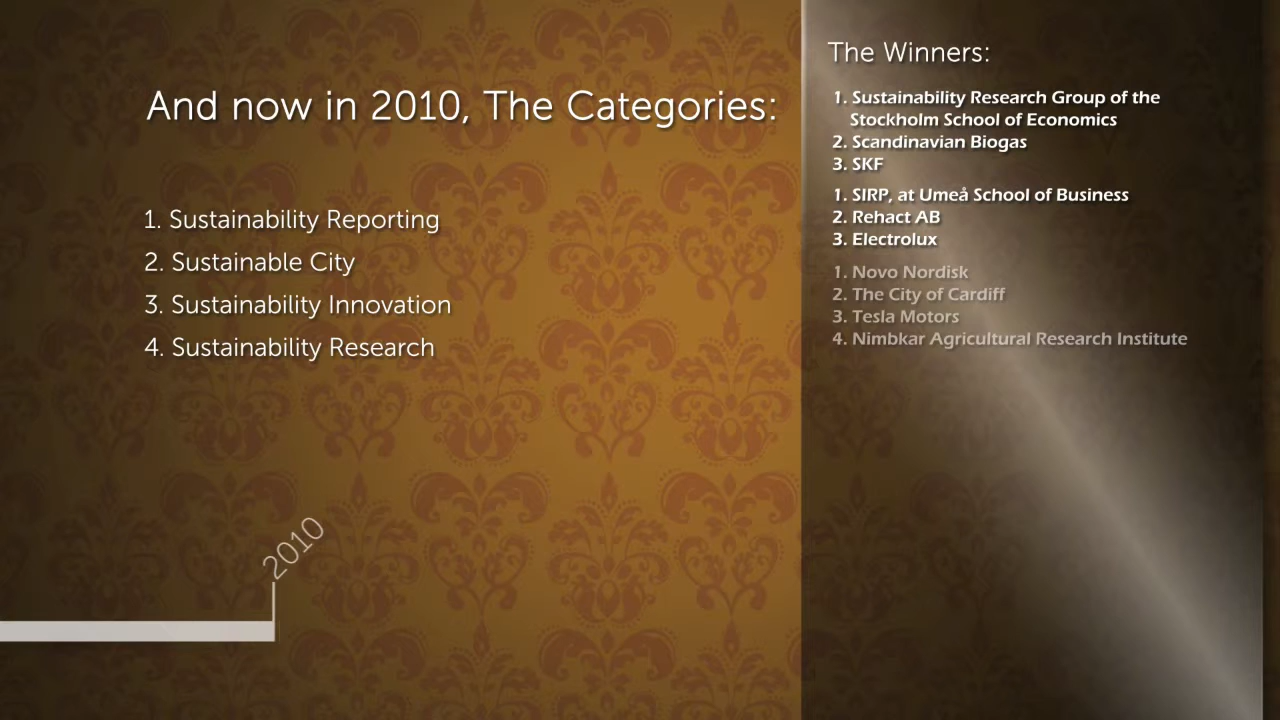 And now in 2010, The Categories:
1. Sustainability Reporting
2. Sustainable City
3. Sustainability Innovation
4. Sustainability Research
2010
The Winners:
1. Sustainability Research Group of the
Stockholm School of Economics
2. Scandinavian Biogas
3. SKF
1. SIRP, at Umeå School of Business
2. Rehact AB
3. Electrolux
1. Novo Nordisk
2. The City of Cardiff
3. Tesla Motors
4. Nimbkar Agricultural Research Institute